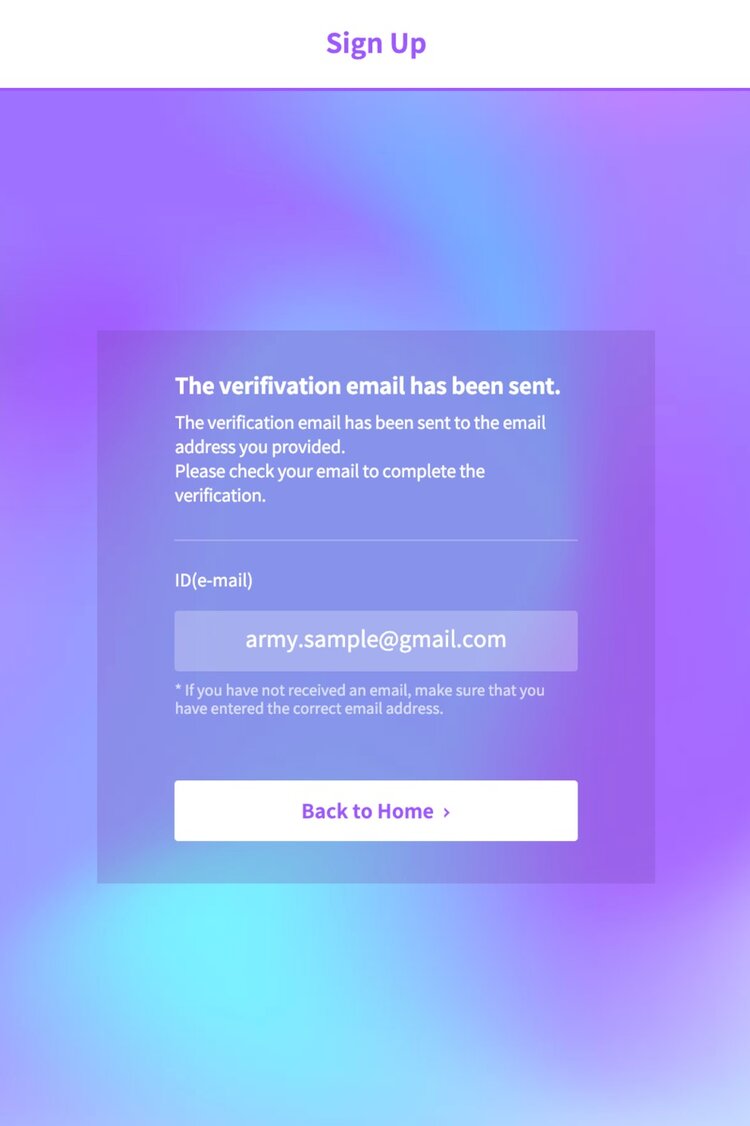 Sign Up
The verifivation email has been sent.
The verification email has been sent to the email
address you provided.
Please check your email to complete the
verification.
ID(e-mail)
army.sample@gmail.com
* If you have not received an email, make sure that you
have entered the correct email address.
Back to Home ›